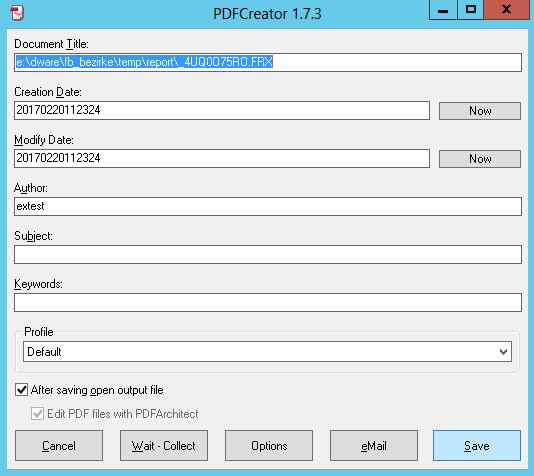 PDFCreator 1.7.3
Document Title:
e:\dware\fb_bezirke\temp\report\_4UQ0O75RO.FRX
Creation Date:
20170220112324
Now
Modify Date:
20170220112324
Now
Author:
extest
Subject:
Keywords:
Profile
Default
After saving open output file
Edit PDF files with PDFArchitect
Cancel
Wait - Collect
Options
eMail
Save